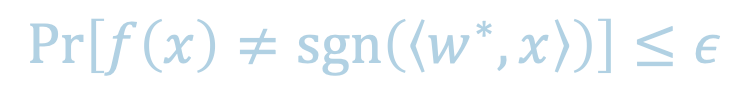 Pr[f(x) ≠ sgn(⟨w*, x⟩)] ≤ ϵ